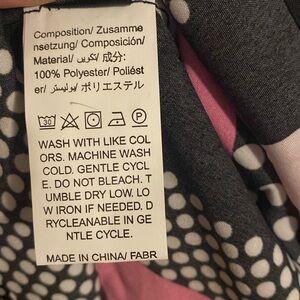 Composition/ Zusamme
nsetzung/ Composición/
Material/ تكوين/ 成分:
100% Polyester/ Poliést
er/ بوليستر/ ポリエステル
30 P
WASH WITH LIKE COL
ORS. MACHINE WASH
COLD. GENTLE CYCL
E. DO NOT BLEACH. T
UMBLE DRY LOW. LO
W IRON IF NEEDED. D
RYCLEANABLE IN GE
NTLE CYCLE.
MADE IN CHINA/ FABR